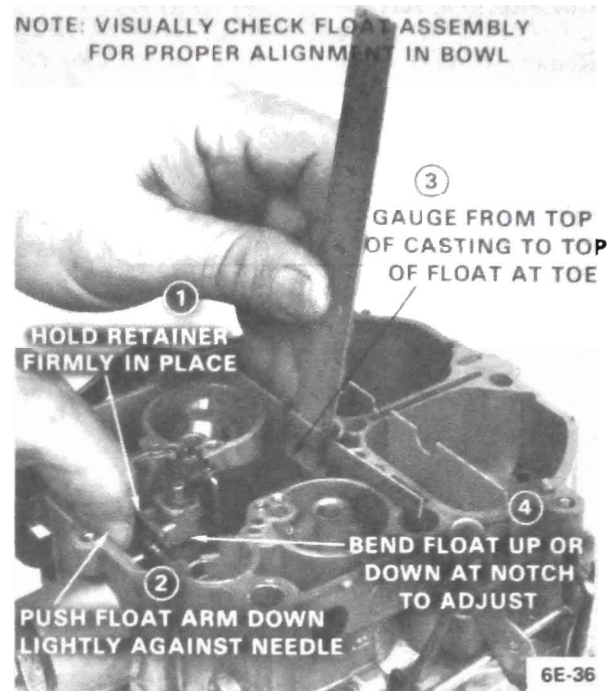 NOTE: VISUALLY CHECK FLOAT ASSEMBLY
FOR PROPER ALIGNMENT IN BOWL
3
GAUGE FROM TOP
OF CASTING TO TOP
OF FLOAT AT TOE
1
HOLD RETAINER
FIRMLY IN PLACE
4
BEND FLOAT UP OR
DOWN AT NOTCH
TO ADJUST
2
PUSH FLOAT ARM DOWN
LIGHTLY AGAINST NEEDLE
6E-36